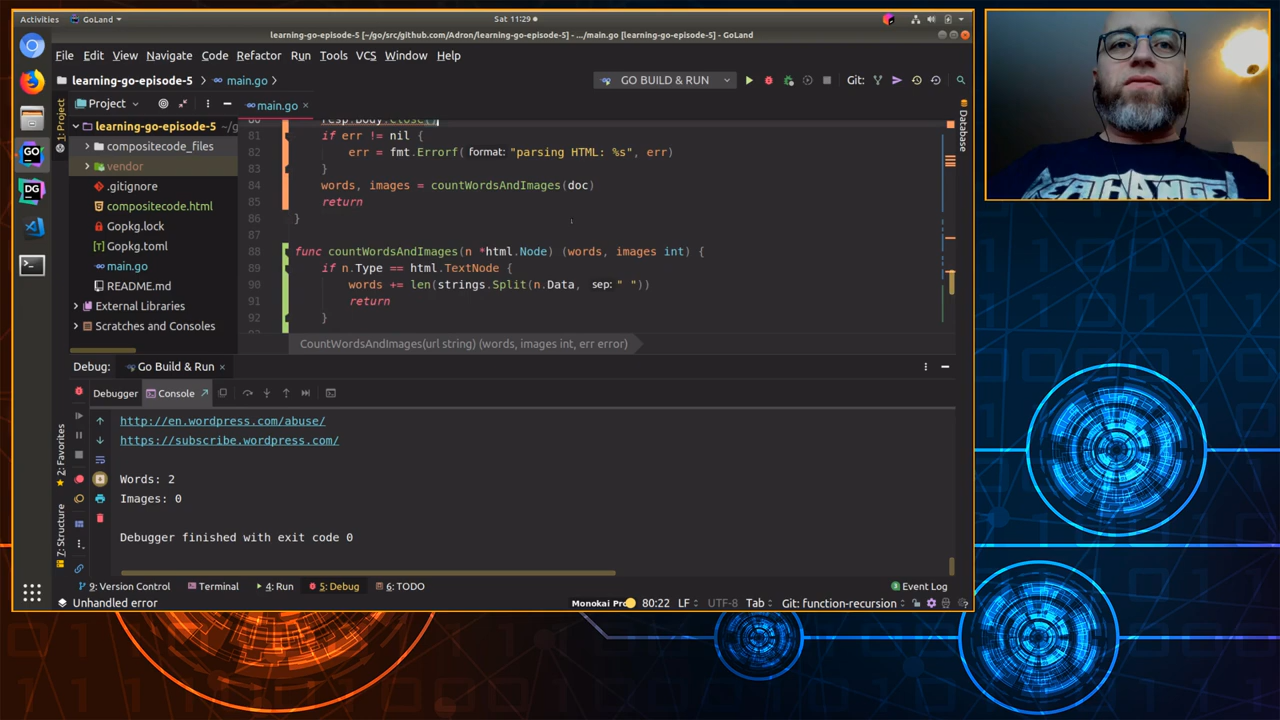 Activities
GoLand
Sat 11:29
learning-go-episode-5 [~/go/src/github.com/Adron/learning-go-episode-5] - .../main.go [learning-go-episode-5] - GoLand
File Edit View Navigate Code Refactor Run Tools VCS Window Help
learning-go-episode-5 main.go GO BUILD & RUN Git:
1: Project
Project
main.go
Database
learning-go-episode-5 ~/g
compositecode_files
vendor
.gitignore
compositecode.html
Gopkg.lock
Gopkg.toml
main.go
README.md
External Libraries
Scratches and Consoles
80 resp.Body.Close()
81 if err != nil {
82 err = fmt.Errorf( format: "parsing HTML: %s", err)
83 }
84 words, images = countWordsAndImages(doc)
85 return
86 }
87
88 func countWordsAndImages(n *html.Node) (words, images int) {
89 if n.Type == html.TextNode {
90 words += len(strings.Split(n.Data, sep: " "))
91 return
92 }
CountWordsAndImages(url string) (words, images int, err error)
Debug: Go Build & Run
Debugger Console
http://en.wordpress.com/abuse/
https://subscribe.wordpress.com/
Words: 2
Images: 0
Debugger finished with exit code 0
2: Favorites
7: Structure
9: Version Control Terminal 4: Run 5: Debug 6: TODO Event Log
Unhandled error Monokai Pro 80:22 LF UTF-8 Tab Git: function-recursion